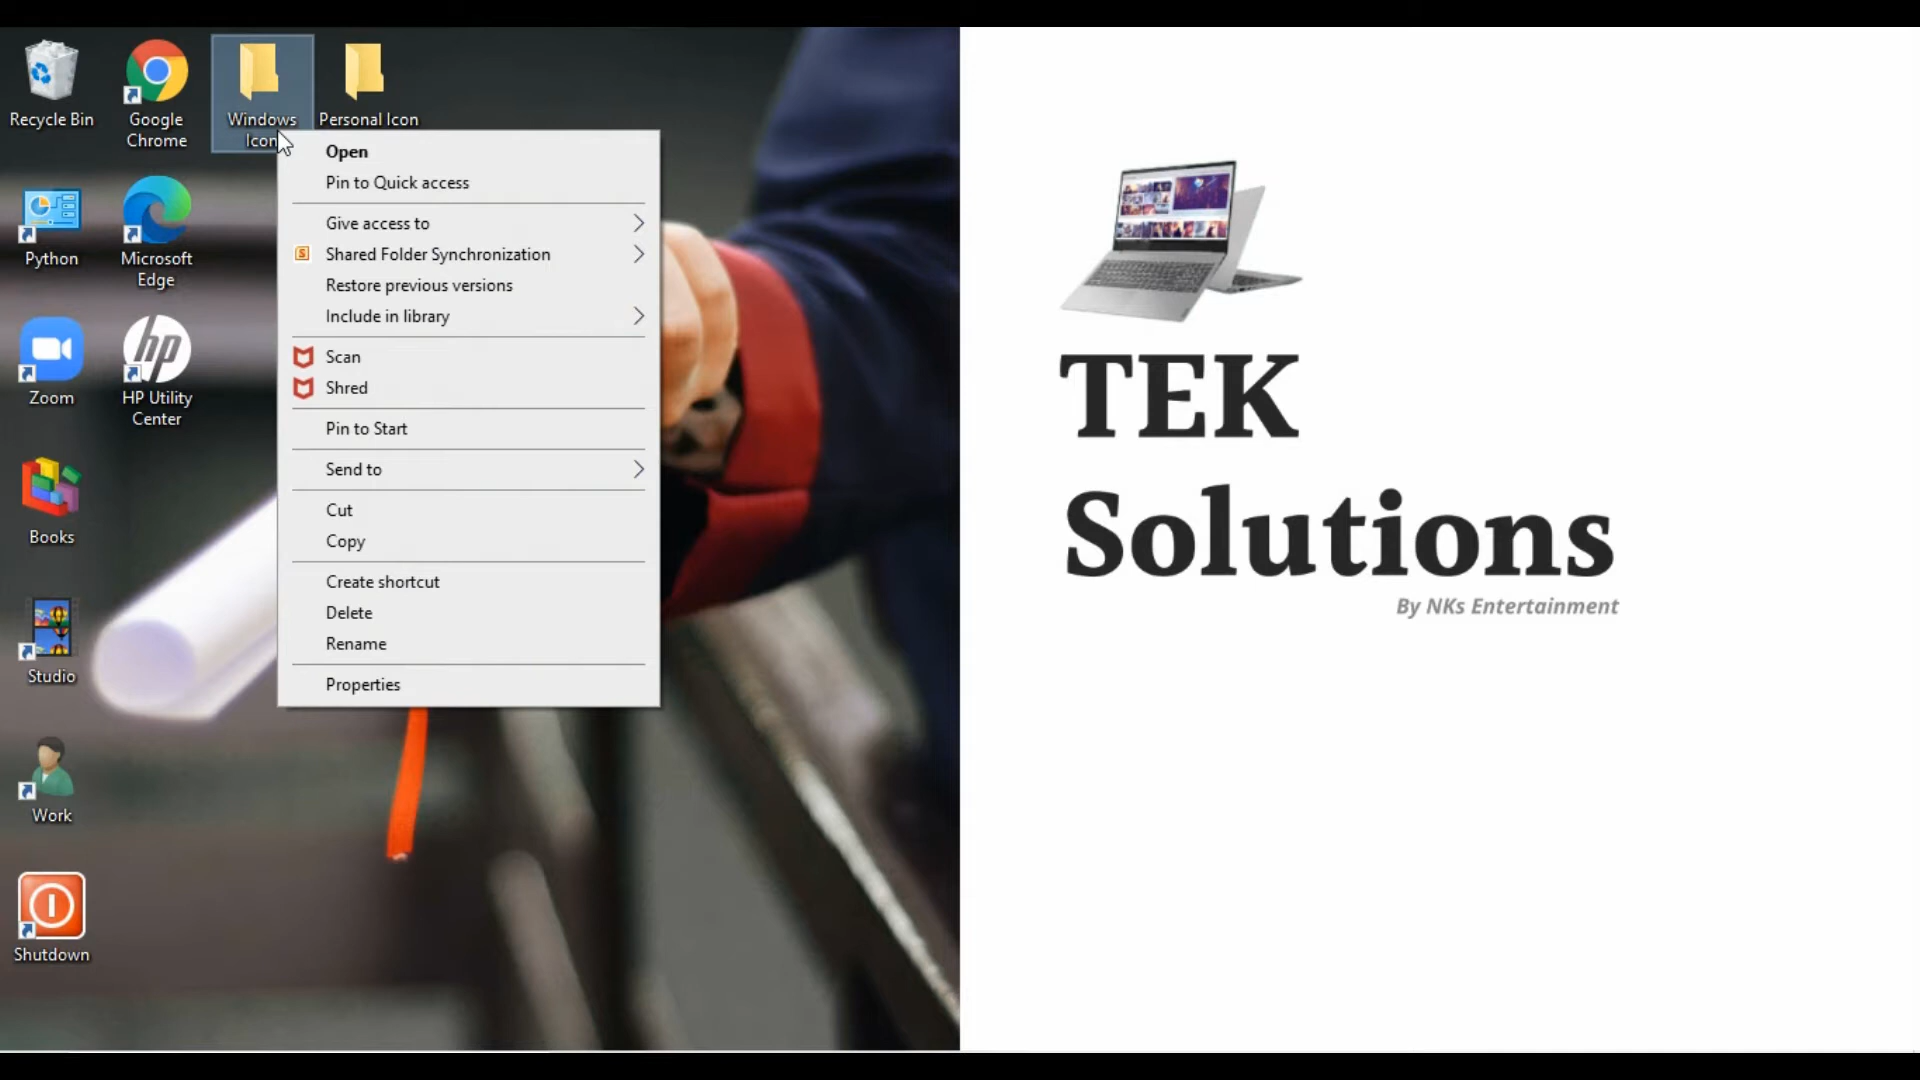 Recycle Bin
Google
Chrome
Windows
Icon
Personal Icon
Python
Microsoft
Edge
Zoom
hp
HP Utility
Center
Books
Studio
Work
Shutdown
Open
Pin to Quick access
Give access to
S Shared Folder Synchronization
Restore previous versions
Include in library
Scan
Shred
Pin to Start
Send to
Cut
Copy
Create shortcut
Delete
Rename
Properties
TEK
Solutions
By NKs Entertainment